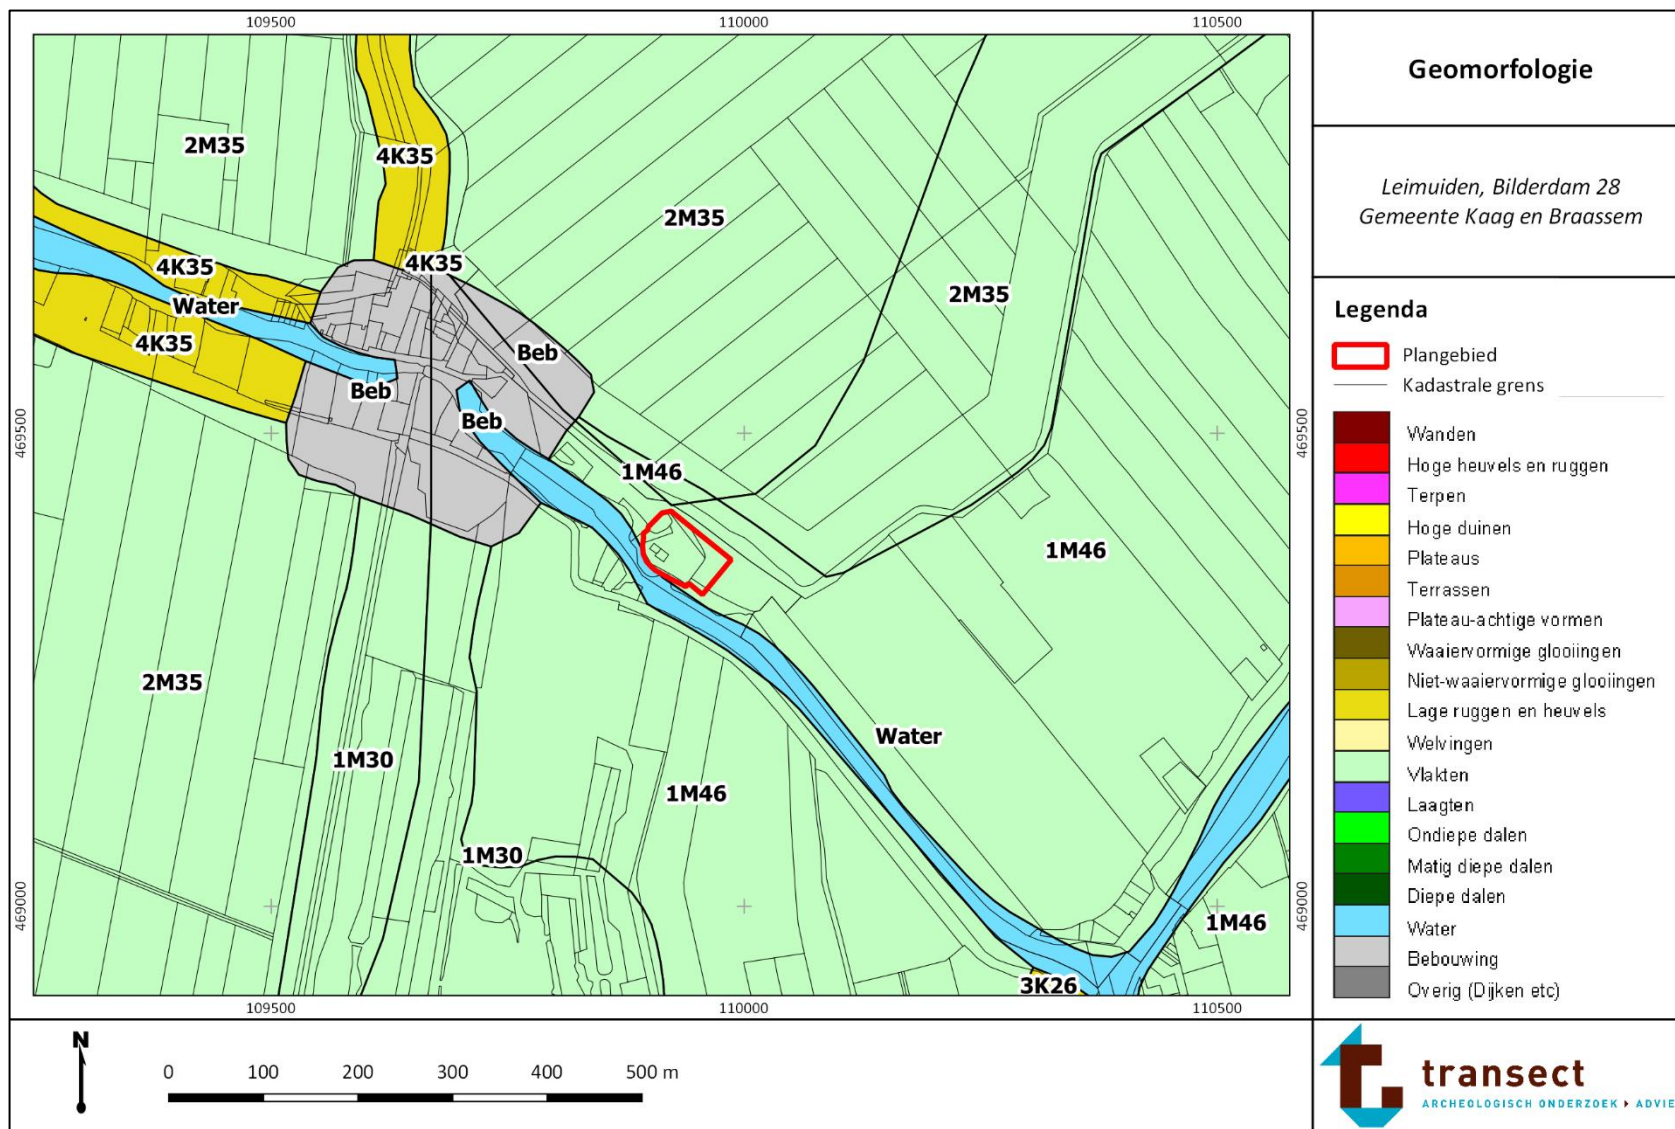 109500 110000 110500
Geomorfologie
Leimuiden, Bilderdam 28
Gemeente Kaag en Braassem
2M35
4K35
2M35
4K35
4K35
2M35
Water
4K35
Beb
Beb
Beb
469500
469500
1M46
1M46
2M35
Water
1M30
1M46
1M30
469000
469000
1M46
3K26
109500 110000 110500
Legenda
Plangebied
Kadastrale grens
Wanden
Hoge heuvels en ruggen
Terpen
Hoge duinen
Plateaus
Terrassen
Plateau-achtige vormen
Waaiervormige glooiingen
Niet-waaiervormige glooiingen
Lage ruggen en heuvels
Welvingen
Vlakten
Laagten
Ondiepe dalen
Matig diepe dalen
Diepe dalen
Water
Bebouwing
Overig (Dijken etc)
N
0 100 200 300 400 500 m
transect
ARCHEOLOGISCH ONDERZOEK ADVIE